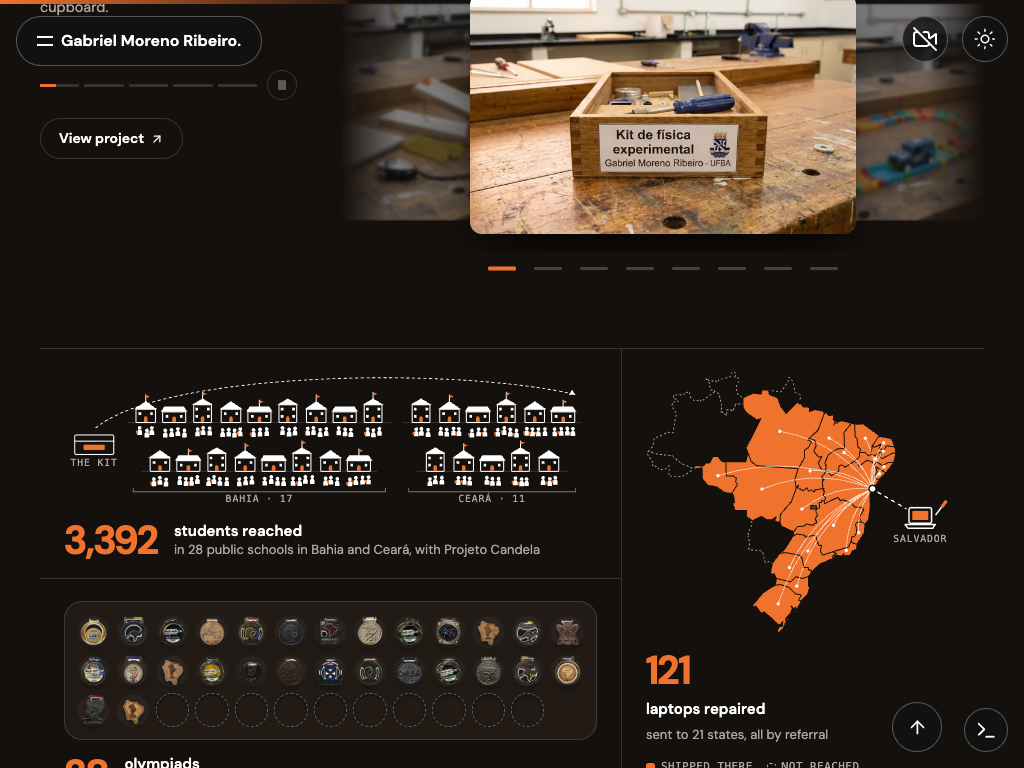 cupboard.
Gabriel Moreno Ribeiro.
View project
Kit de física
experimental
Gabriel Moreno Ribeiro - UFBA
THE KIT
BAHIA · 17
CEARÁ · 11
3,392
students reached
in 28 public schools in Bahia and Ceará, with Projeto Candela
SALVADOR
121
laptops repaired
sent to 21 states, all by referral
SHIPPED THERE
NOT REACHED
olympiads